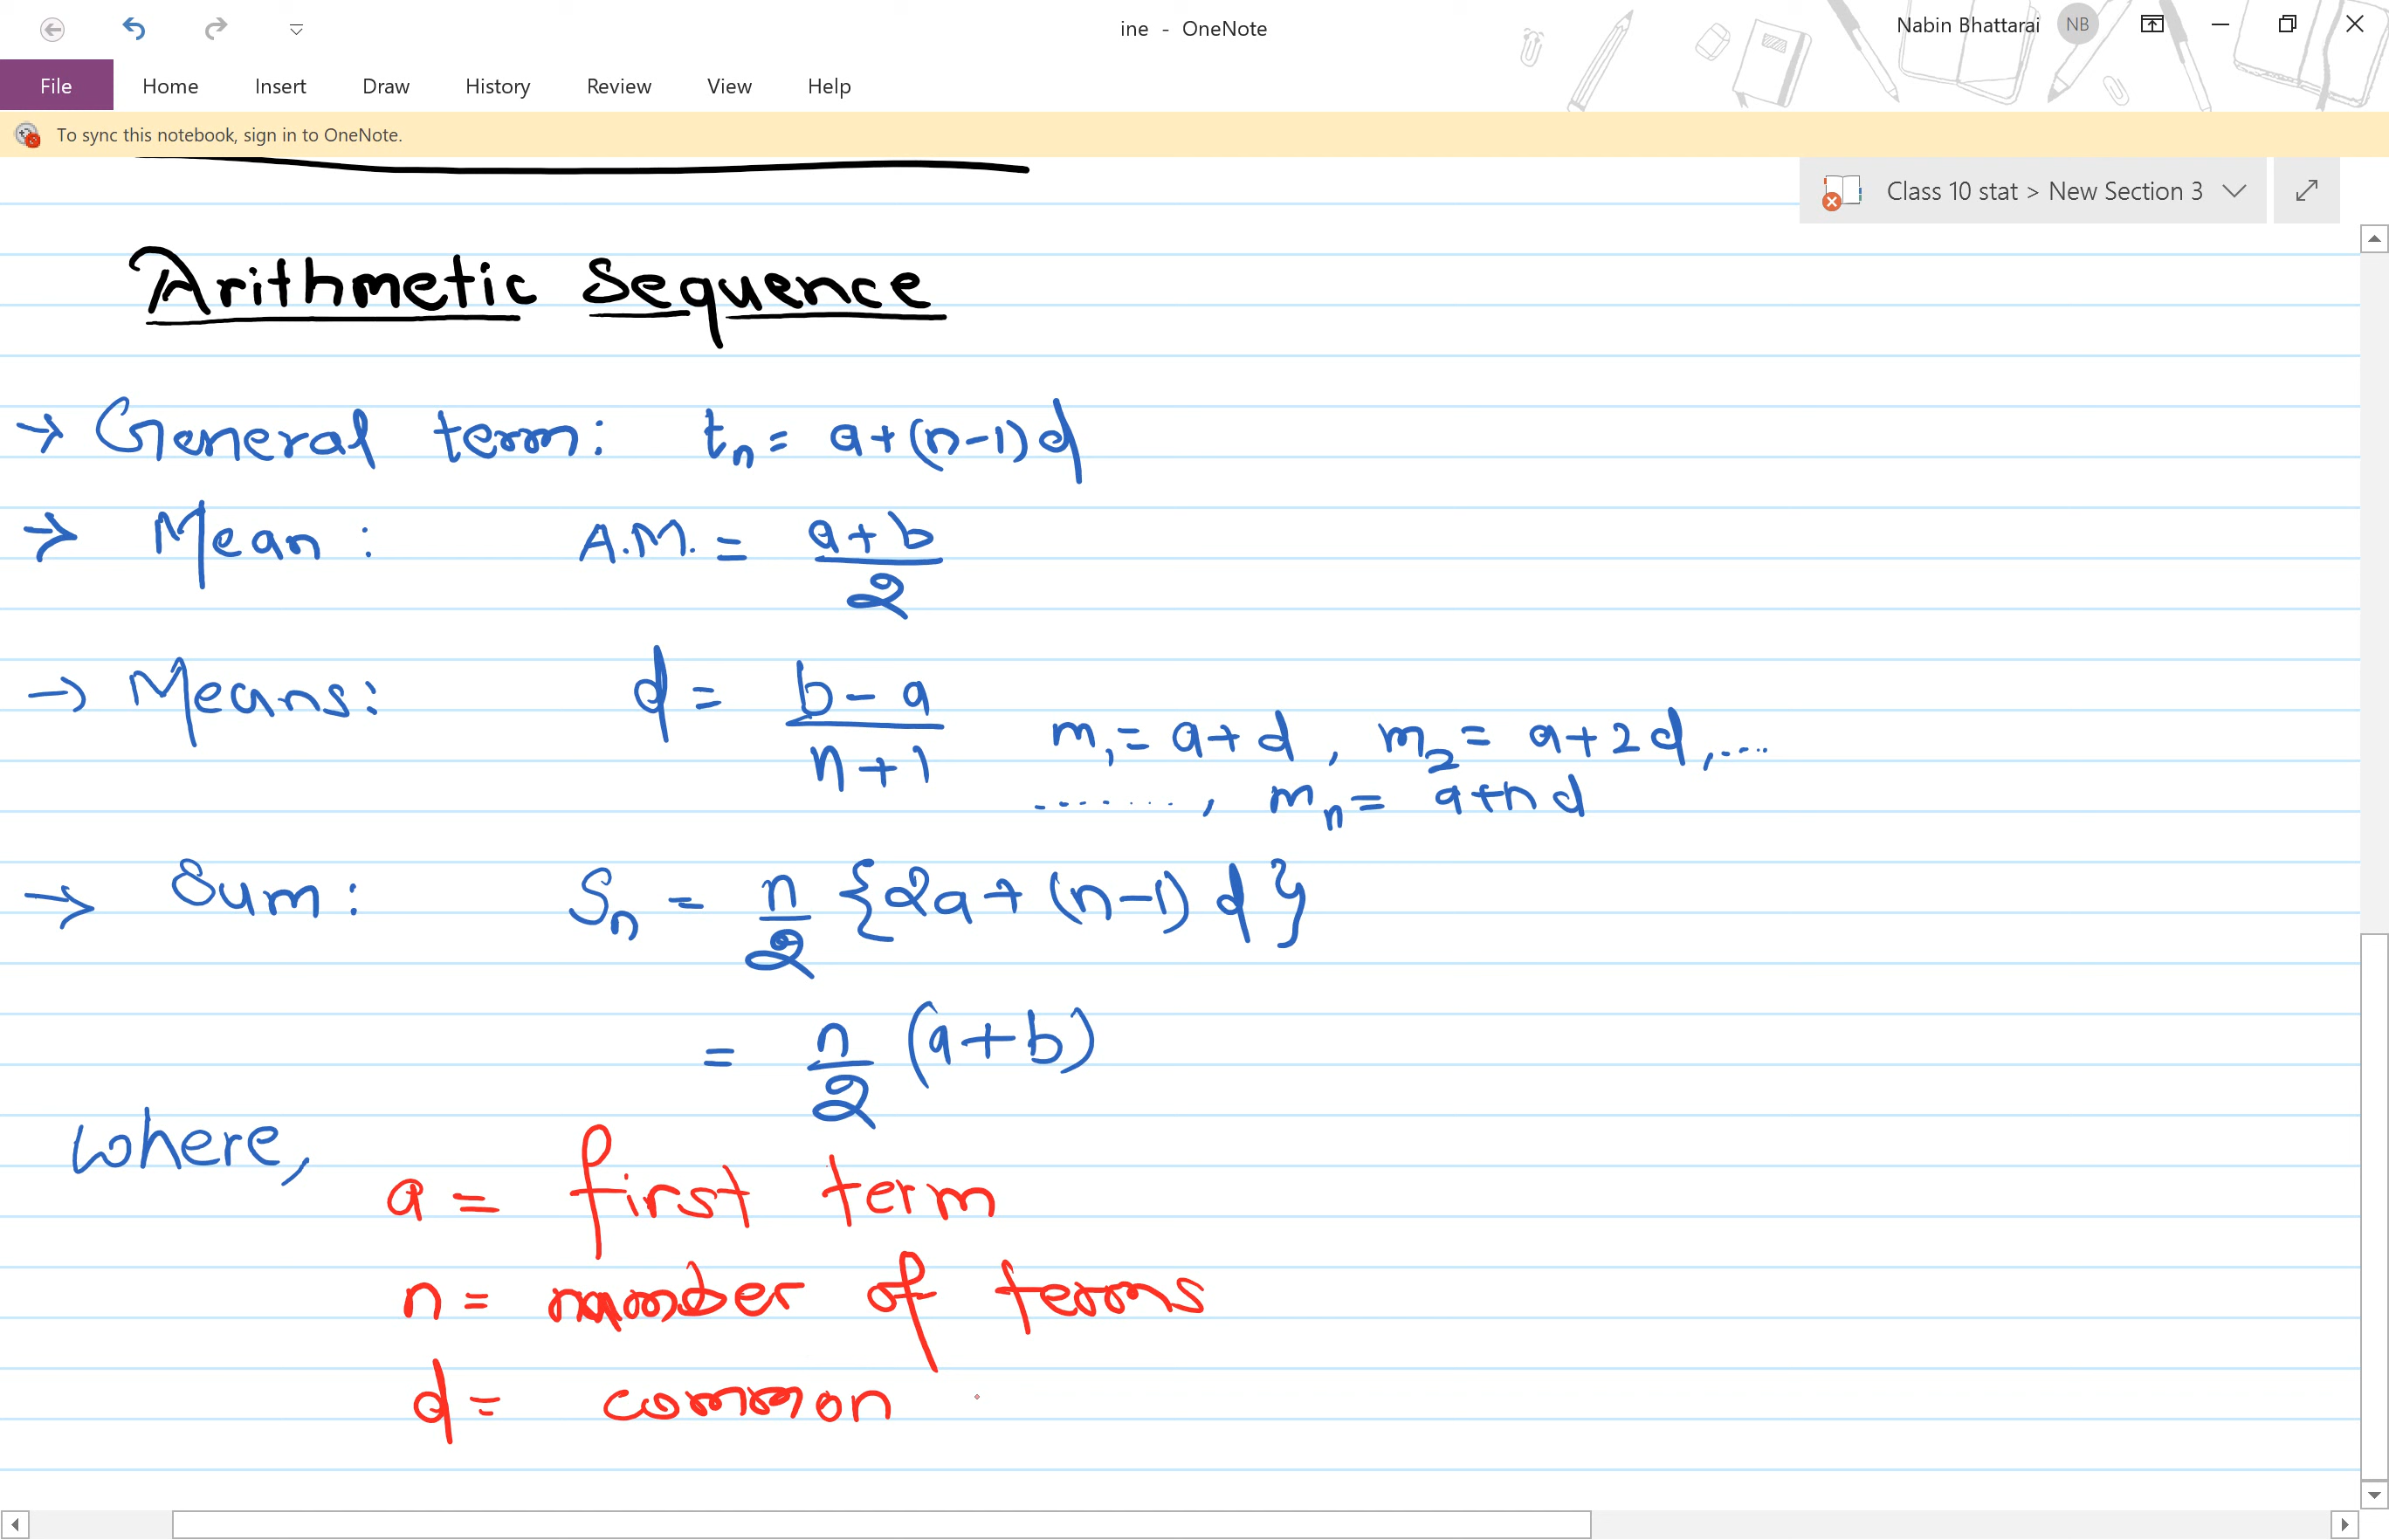 ine - OneNote
Nabin Bhattarai NB
File Home Insert Draw History Review View Help
To sync this notebook, sign in to OneNote.
Class 10 stat > New Section 3
Arithmetic Sequence
→ General term: tₙ = a+(n-1)d
→ Mean: A.M. = (a+b)/2
→ Means: d = (b-a)/(n+1) m₁ = a+d, m₂ = a+2d, ....
........, mₙ = a+nd
→ Sum: Sₙ = n/2 {2a+(n-1)d}
= n/2 (a+b)
where,
a = first term
n = number of terms
d = common